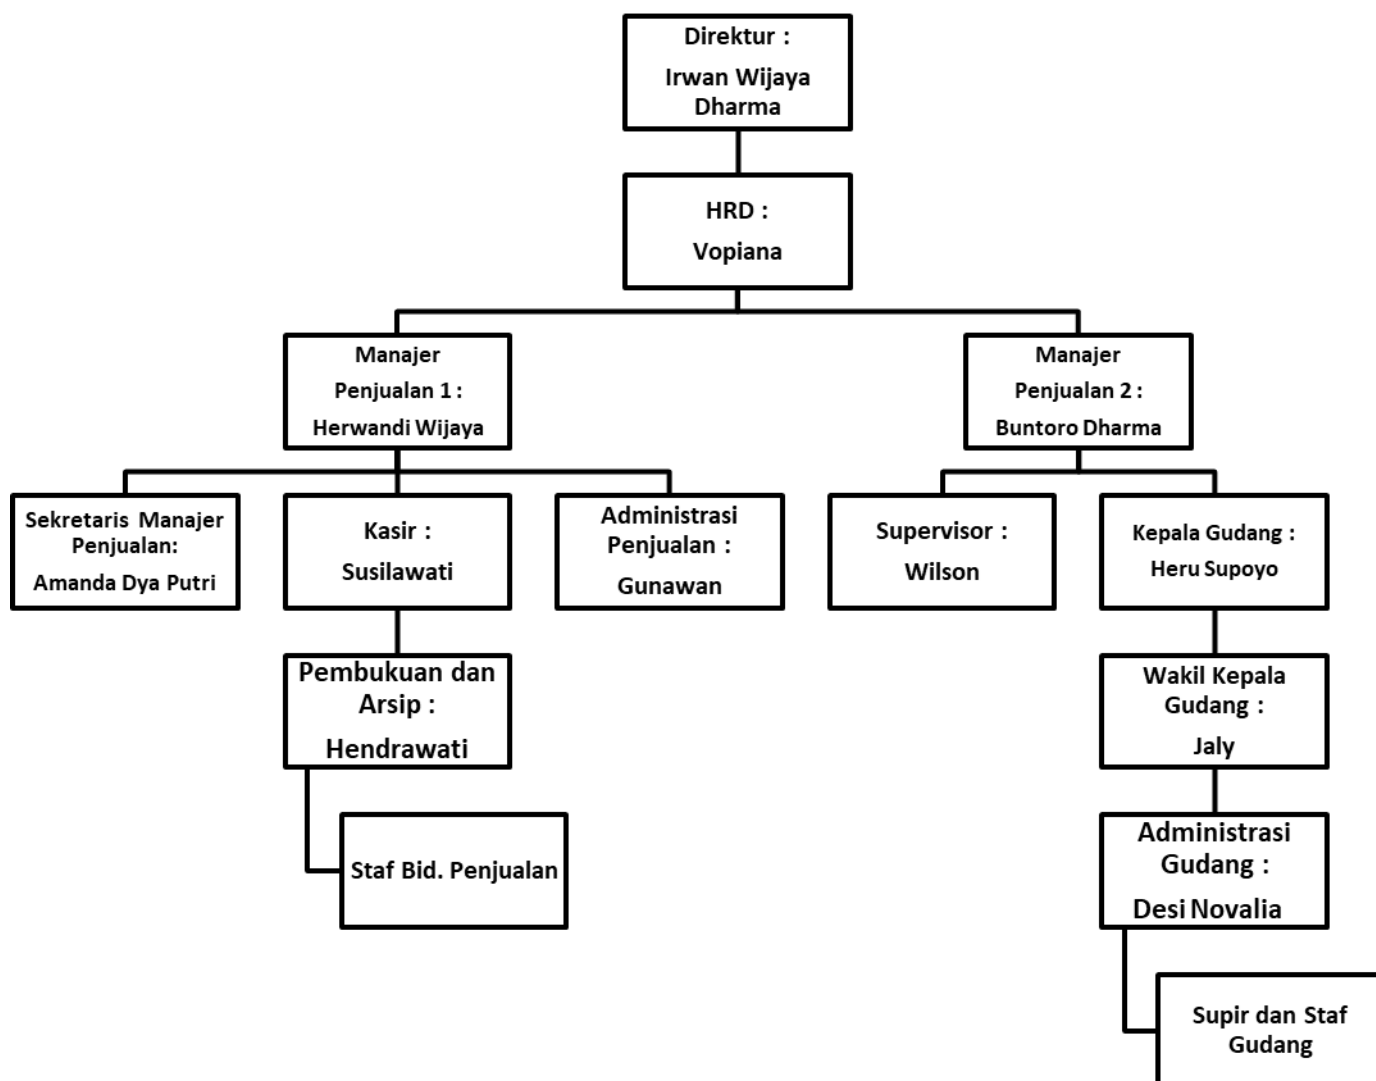 Direktur :
Irwan Wijaya
Dharma
HRD :
Vopiana
Manajer
Penjualan 1 :
Herwandi Wijaya
Manajer
Penjualan 2 :
Buntoro Dharma
Sekretaris Manajer
Penjualan:
Amanda Dya Putri
Kasir :
Susilawati
Administrasi
Penjualan :
Gunawan
Supervisor :
Wilson
Kepala Gudang :
Heru Supoyo
Pembukuan dan
Arsip :
Hendrawati
Wakil Kepala
Gudang :
Jaly
Staf Bid. Penjualan
Administrasi
Gudang :
Desi Novalia
Supir dan Staf
Gudang